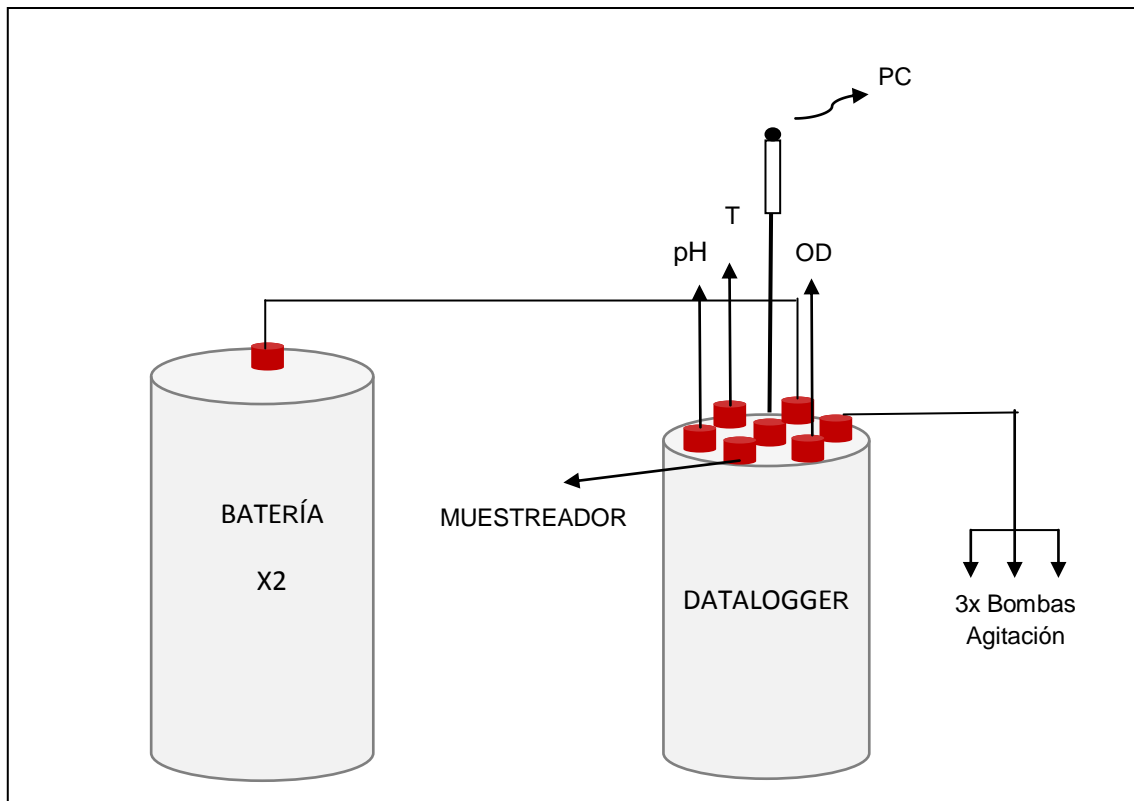 PC
T
pH
OD
BATERÍA
X2
MUESTREADOR
DATALOGGER
3x Bombas
Agitación